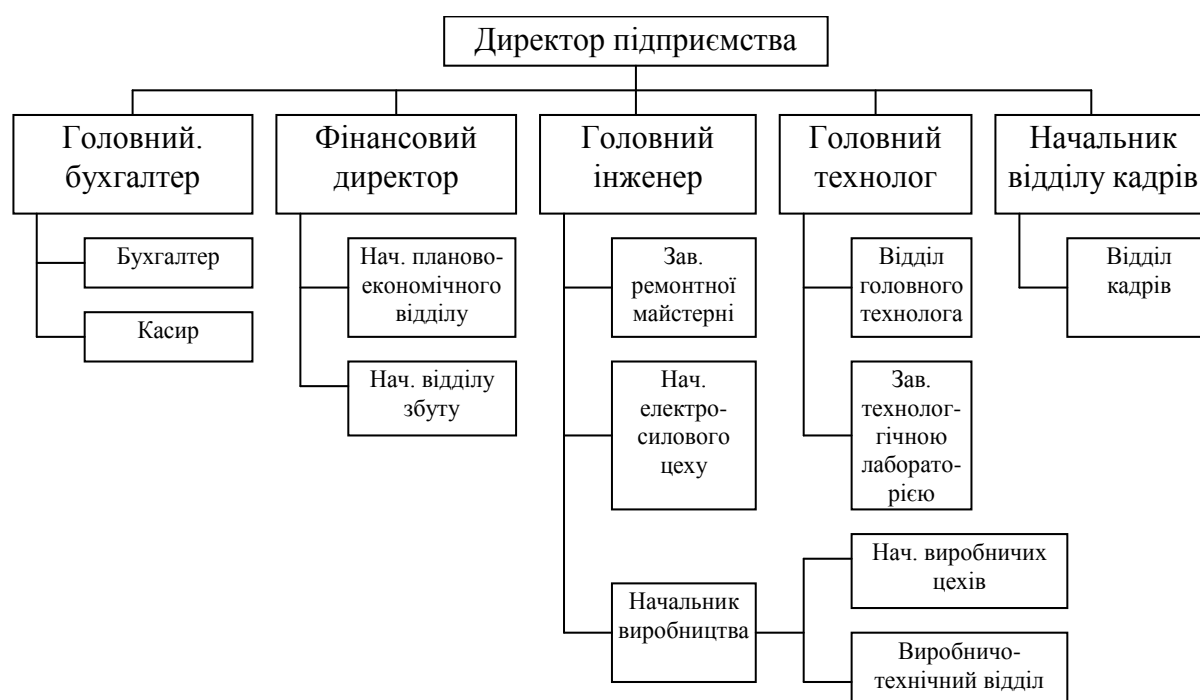 Директор підприємства
Головний.
бухгалтер
Фінансовий
директор
Головний
інженер
Головний
технолог
Начальник
відділу кадрів
Бухгалтер
Касир
Нач. планово-
економічного
відділу
Нач. відділу
збуту
Зав.
ремонтної
майстерні
Нач.
електро-
силового
цеху
Начальник
виробництва
Відділ
головного
технолога
Зав.
технолог-
гічною
лаборато-
рією
Нач. виробничих
цехів
Виробничо-
технічний відділ
Відділ
кадрів